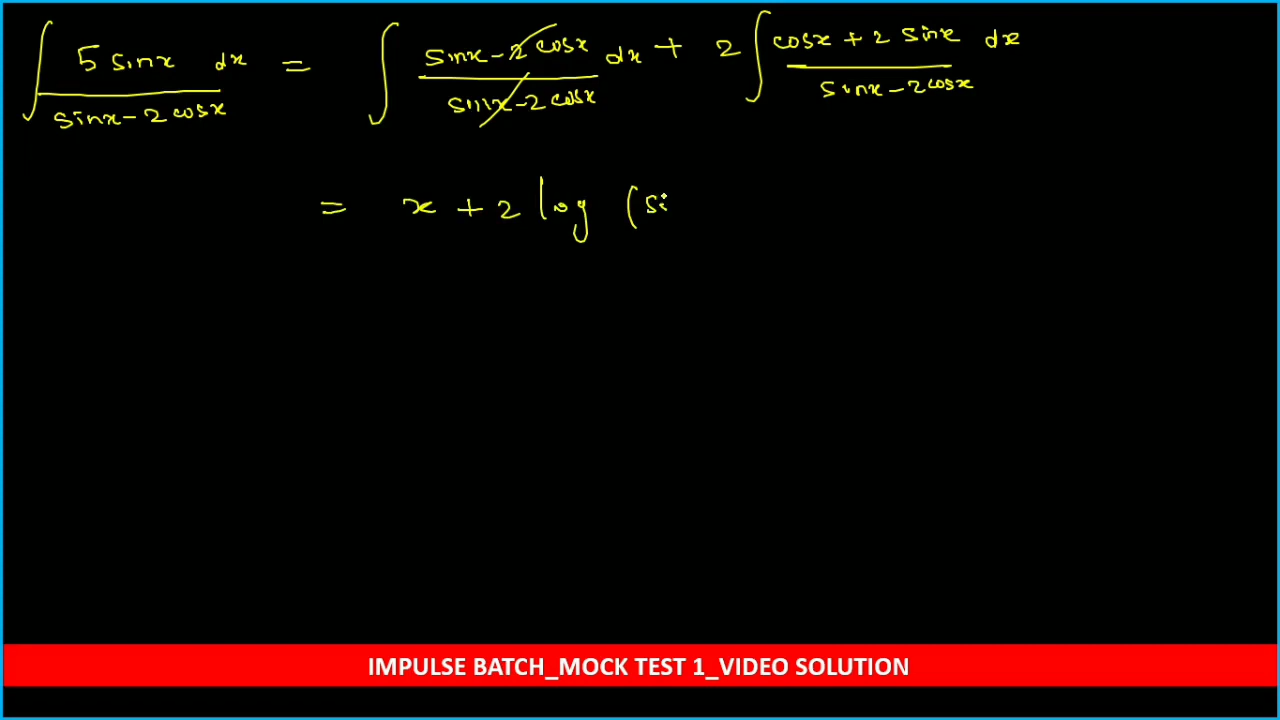 ∫ 5 sinx dx / sinx - 2 cosx = ∫ sinx - 2 cosx / sinx - 2 cosx dx + 2 ∫ cosx + 2 sinx / sinx - 2cosx dx
= x + 2 log (si
IMPULSE BATCH_MOCK TEST 1_VIDEO SOLUTION